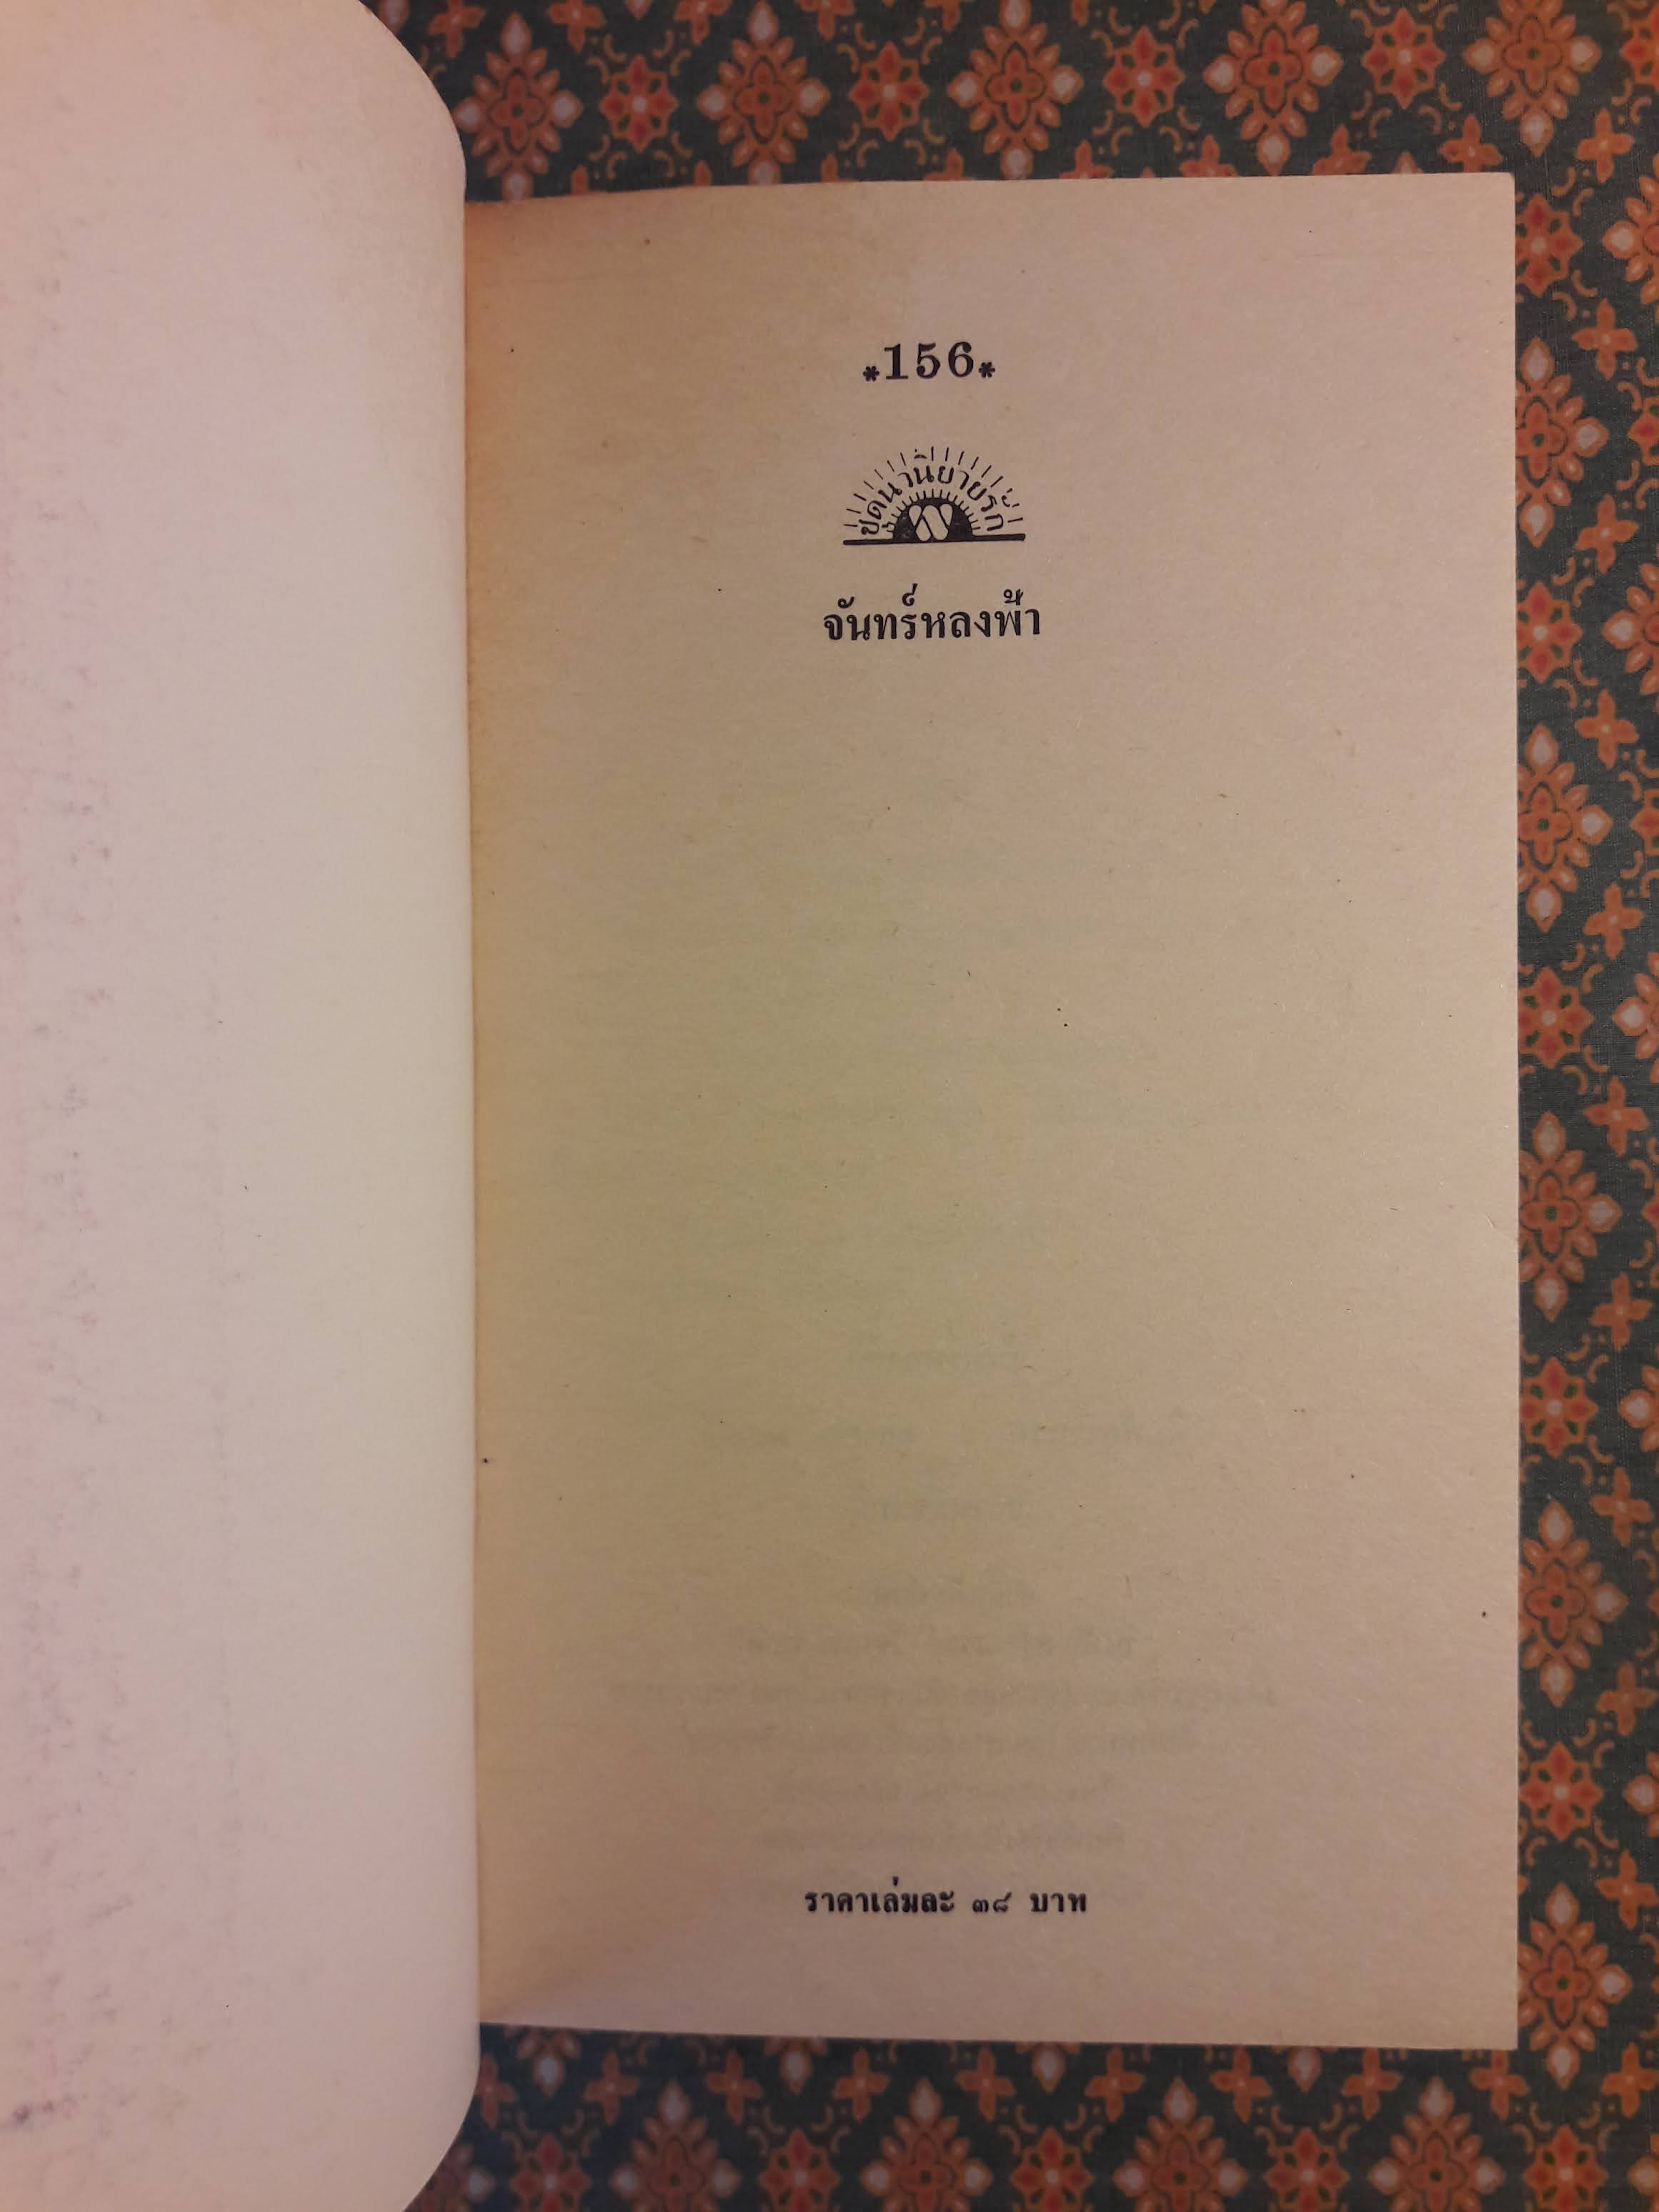 *156*
ชุดนวนิยายรัก
จันทร์หลงฟ้า
ราคาเล่มละ ๓๘ บาท